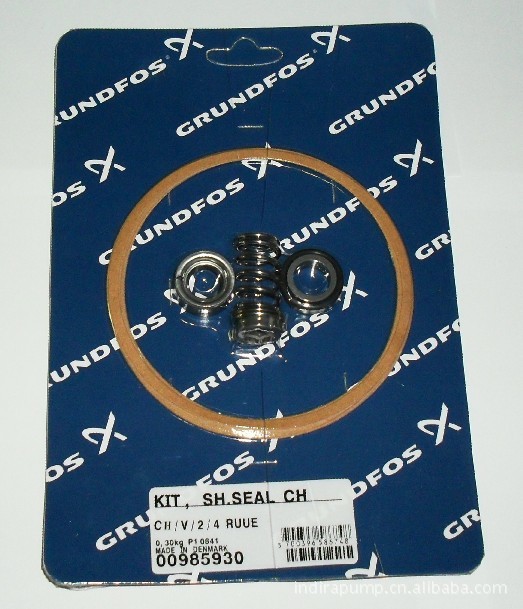 GRUNDFOS
GRUNDFOS
GRUNDFOS
GRUNDFOS
GRUNDFOS
GRUNDFOS
GRUNDFOS
GRUNDFOS
GRUNDFOS
KIT, SH.SEAL CH
CH/V/2/4 RUUE
0,30kg P1 0841
MADE IN DENMARK
00985930
indirapump.cn.alibaba.com